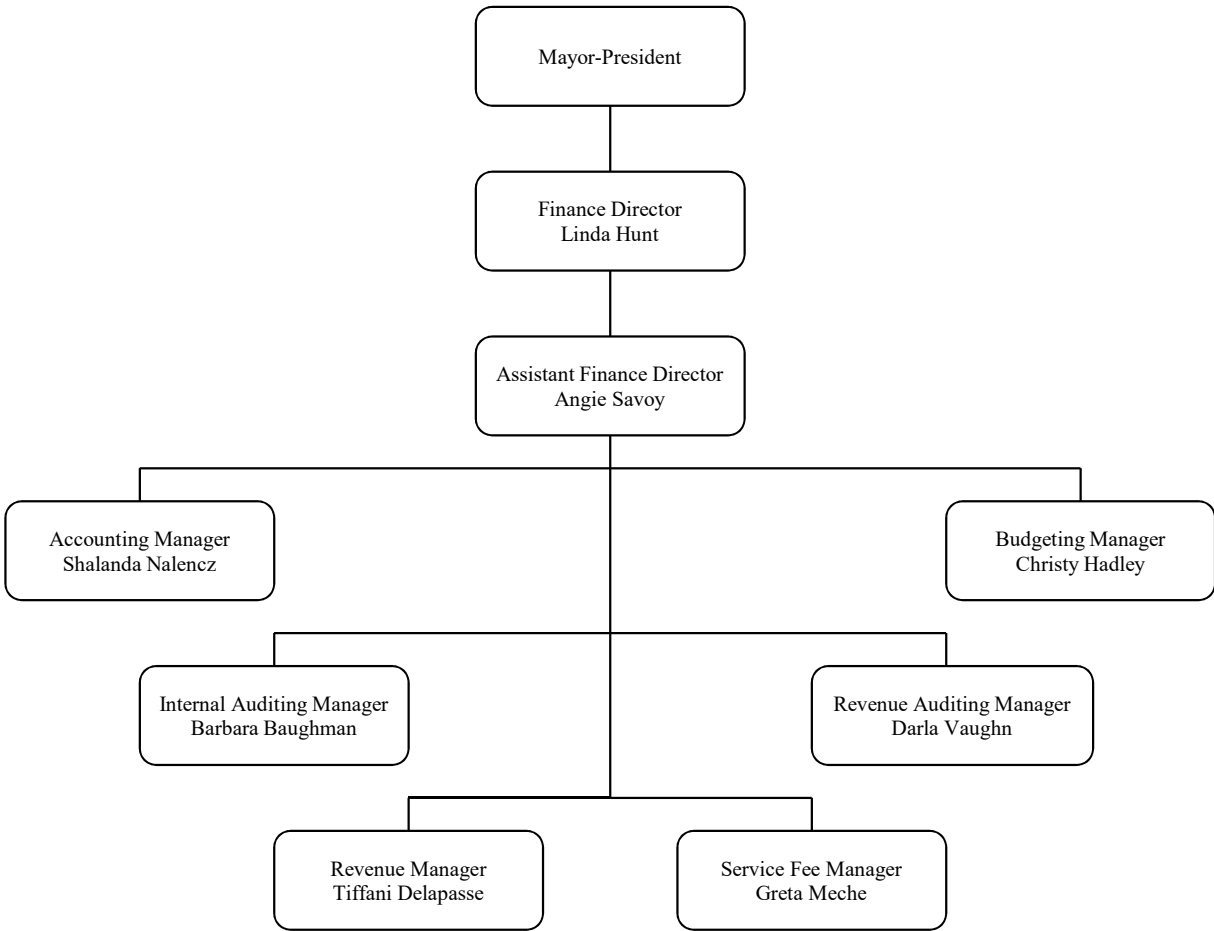 Mayor-President
Finance Director
Linda Hunt
Assistant Finance Director
Angie Savoy
Accounting Manager
Shalanda Nalencz
Budgeting Manager
Christy Hadley
Internal Auditing Manager
Barbara Baughman
Revenue Auditing Manager
Darla Vaughn
Revenue Manager
Tiffani Delapasse
Service Fee Manager
Greta Meche